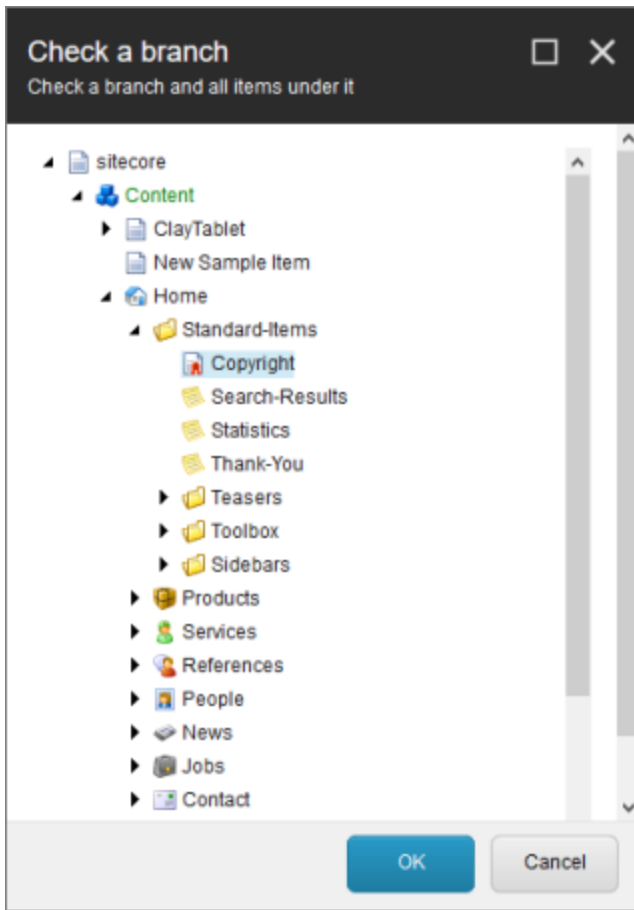 Check a branch
Check a branch and all items under it
sitecore
Content
ClayTablet
New Sample Item
Home
Standard-Items
Copyright
Search-Results
Statistics
Thank-You
Teasers
Toolbox
Sidebars
Products
Services
References
People
News
Jobs
Contact
OK Cancel